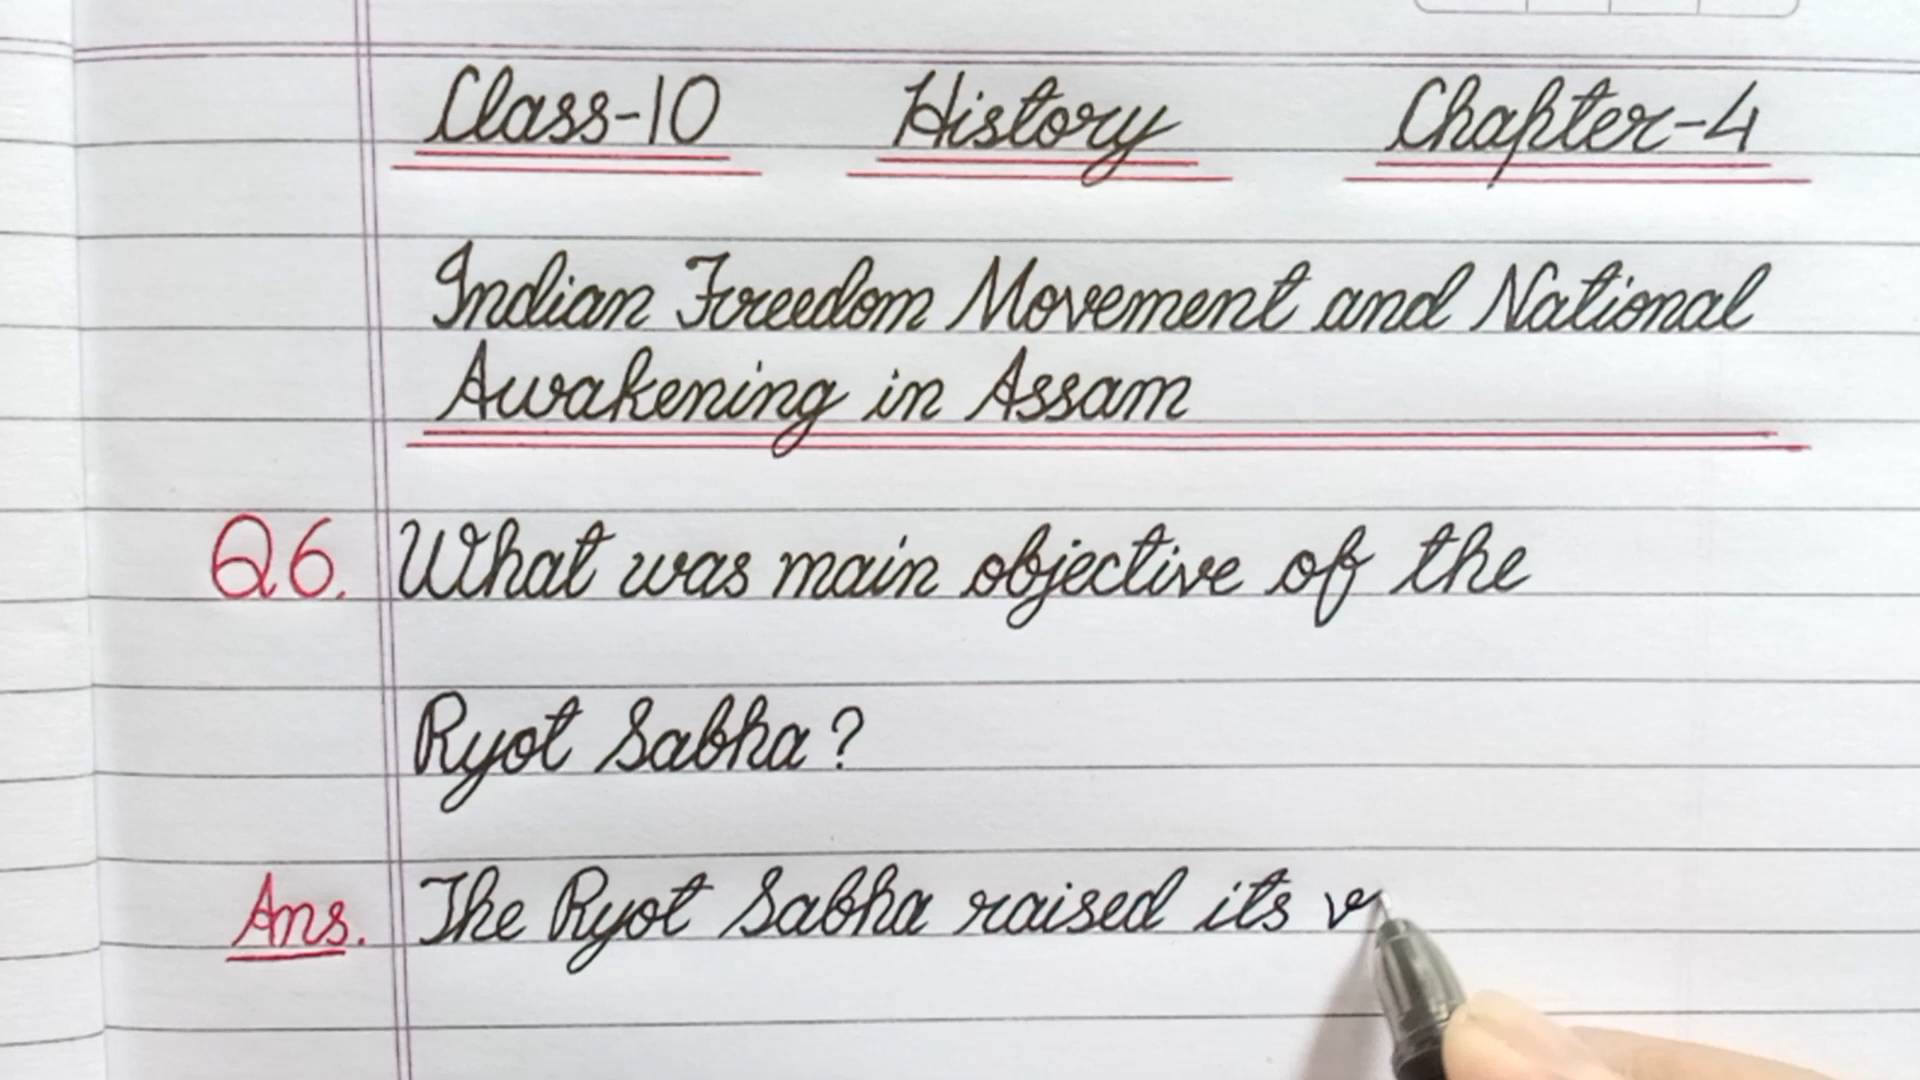 Class-10 History Chapter-4
Indian Freedom Movement and National
Awakening in Assam
Q6. What was main objective of the
Ryot Sabha?
Ans. The Ryot Sabha raised its